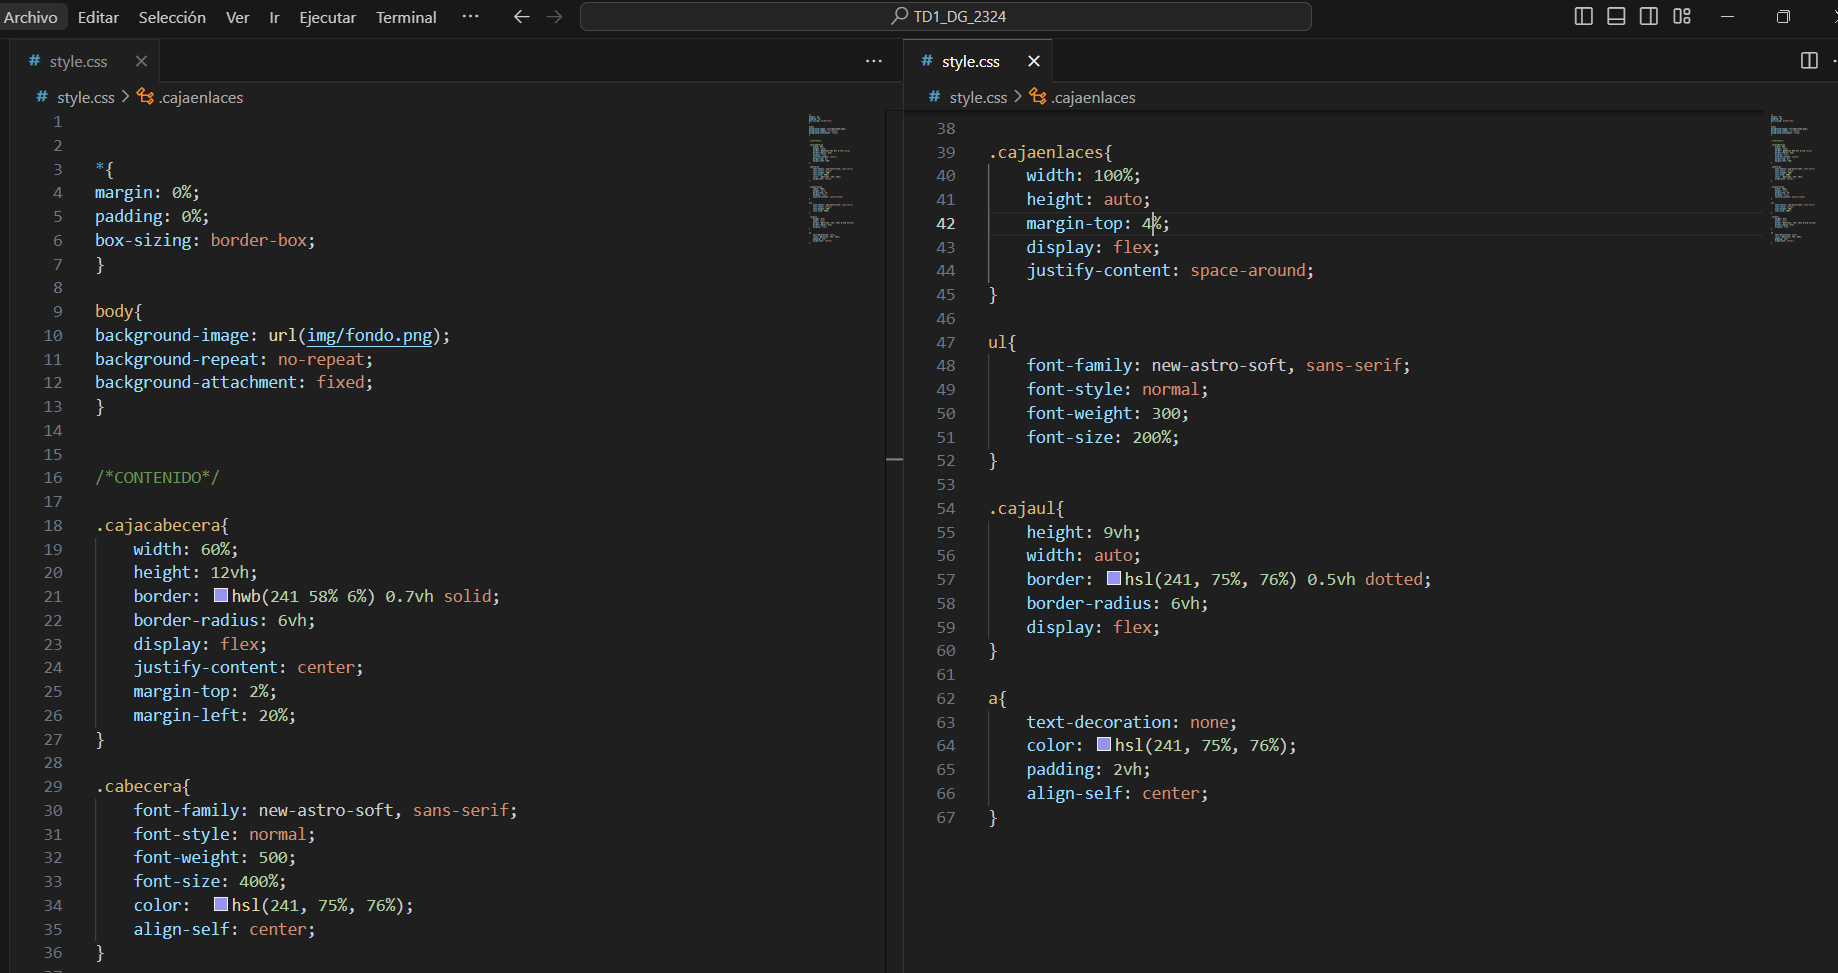 Archivo Editar Selección Ver Ir Ejecutar Terminal ··· TD1_DG_2324
# style.css
# style.css > .cajaenlaces
1
2
3 *{
4 margin: 0%;
5 padding: 0%;
6 box-sizing: border-box;
7 }
8
9 body{
10 background-image: url(img/fondo.png);
11 background-repeat: no-repeat;
12 background-attachment: fixed;
13 }
14
15
16 /*CONTENIDO*/
17
18 .cajacabecera{
19 width: 60%;
20 height: 12vh;
21 border: hwb(241 58% 6%) 0.7vh solid;
22 border-radius: 6vh;
23 display: flex;
24 justify-content: center;
25 margin-top: 2%;
26 margin-left: 20%;
27 }
28
29 .cabecera{
30 font-family: new-astro-soft, sans-serif;
31 font-style: normal;
32 font-weight: 500;
33 font-size: 400%;
34 color: hsl(241, 75%, 76%);
35 align-self: center;
36 }
# style.css
# style.css > .cajaenlaces
38
39 .cajaenlaces{
40 width: 100%;
41 height: auto;
42 margin-top: 4%;
43 display: flex;
44 justify-content: space-around;
45 }
46
47 ul{
48 font-family: new-astro-soft, sans-serif;
49 font-style: normal;
50 font-weight: 300;
51 font-size: 200%;
52 }
53
54 .cajaul{
55 height: 9vh;
56 width: auto;
57 border: hsl(241, 75%, 76%) 0.5vh dotted;
58 border-radius: 6vh;
59 display: flex;
60 }
61
62 a{
63 text-decoration: none;
64 color: hsl(241, 75%, 76%);
65 padding: 2vh;
66 align-self: center;
67 }